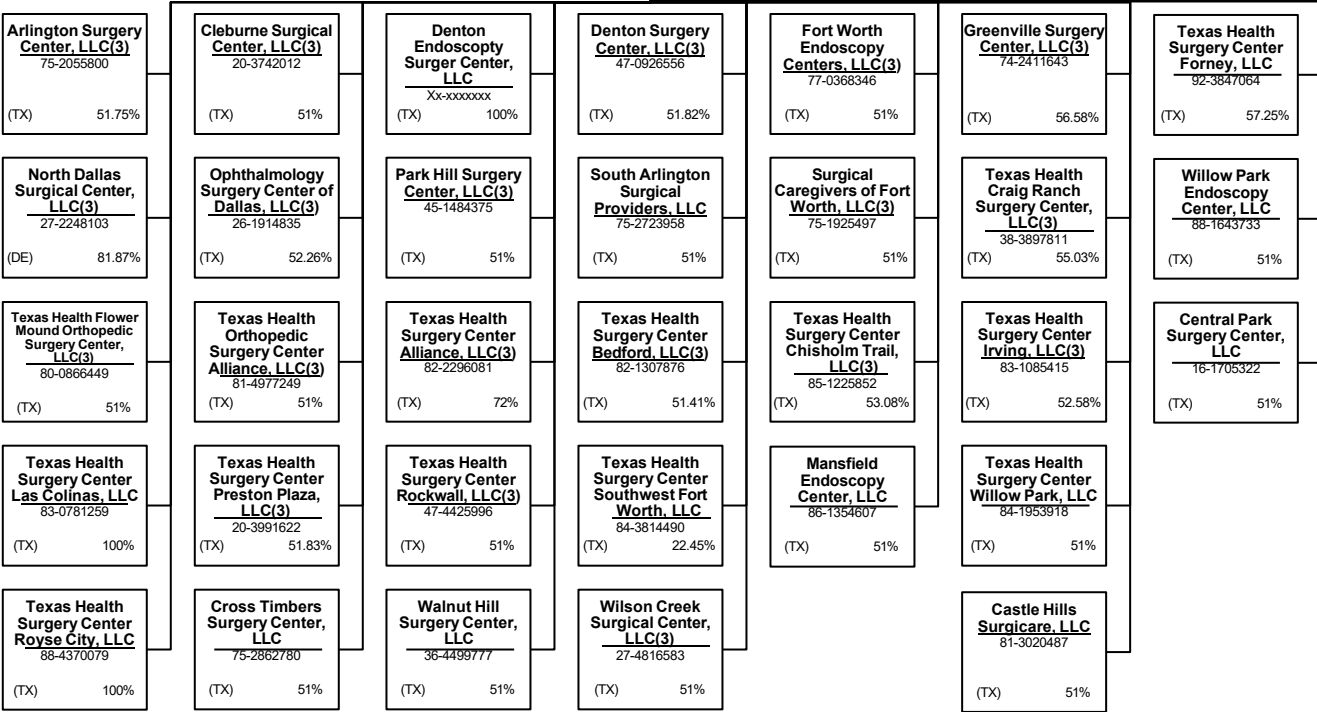 Arlington Surgery
Center, LLC(3)
75-2055800
(TX) 51.75%
Cleburne Surgical
Center, LLC(3)
20-3742012
(TX) 51%
Denton
Endoscopty
Surger Center,
LLC
Xx-xxxxxxx
(TX) 100%
Denton Surgery
Center, LLC(3)
47-0926556
(TX) 51.82%
Fort Worth
Endoscopy
Centers, LLC(3)
77-0368346
(TX) 51%
Greenville Surgery
Center, LLC(3)
74-2411643
(TX) 56.58%
Texas Health
Surgery Center
Forney, LLC
92-3847064
(TX) 57.25%
North Dallas
Surgical Center,
LLC(3)
27-2248103
(DE) 81.87%
Ophthalmology
Surgery Center of
Dallas, LLC(3)
26-1914835
(TX) 52.26%
Park Hill Surgery
Center, LLC(3)
45-1484375
(TX) 51%
South Arlington
Surgical
Providers, LLC
75-2723958
(TX) 51%
Surgical
Caregivers of Fort
Worth, LLC(3)
75-1925497
(TX) 51%
Texas Health
Craig Ranch
Surgery Center,
LLC(3)
38-3897811
(TX) 55.03%
Willow Park
Endoscopy
Center, LLC
88-1643733
(TX) 51%
Texas Health Flower
Mound Orthopedic
Surgery Center,
LLC(3)
80-0866449
(TX) 51%
Texas Health
Orthopedic
Surgery Center
Alliance, LLC(3)
81-4977249
(TX) 51%
Texas Health
Surgery Center
Alliance, LLC(3)
82-2296081
(TX) 72%
Texas Health
Surgery Center
Bedford, LLC(3)
82-1307876
(TX) 51.41%
Texas Health
Surgery Center
Chisholm Trail,
LLC(3)
85-1225852
(TX) 53.08%
Texas Health
Surgery Center
Irving, LLC(3)
83-1085415
(TX) 52.58%
Central Park
Surgery Center,
LLC
16-1705322
(TX) 51%
Texas Health
Surgery Center
Las Colinas, LLC
83-0781259
(TX) 100%
Texas Health
Surgery Center
Preston Plaza,
LLC(3)
20-3991622
(TX) 51.83%
Texas Health
Surgery Center
Rockwall, LLC(3)
47-4425996
(TX) 51%
Texas Health
Surgery Center
Southwest Fort
Worth, LLC
84-3814490
(TX) 22.45%
Mansfield
Endoscopy
Center, LLC
86-1354607
(TX) 51%
Texas Health
Surgery Center
Willow Park, LLC
84-1953918
(TX) 51%
Texas Health
Surgery Center
Royse City, LLC
88-4370079
(TX) 100%
Cross Timbers
Surgery Center,
LLC
75-2862780
(TX) 51%
Walnut Hill
Surgery Center,
LLC
36-4499777
(TX) 51%
Wilson Creek
Surgical Center,
LLC(3)
27-4816583
(TX) 51%
Castle Hills
Surgicare, LLC
81-3020487
(TX) 51%